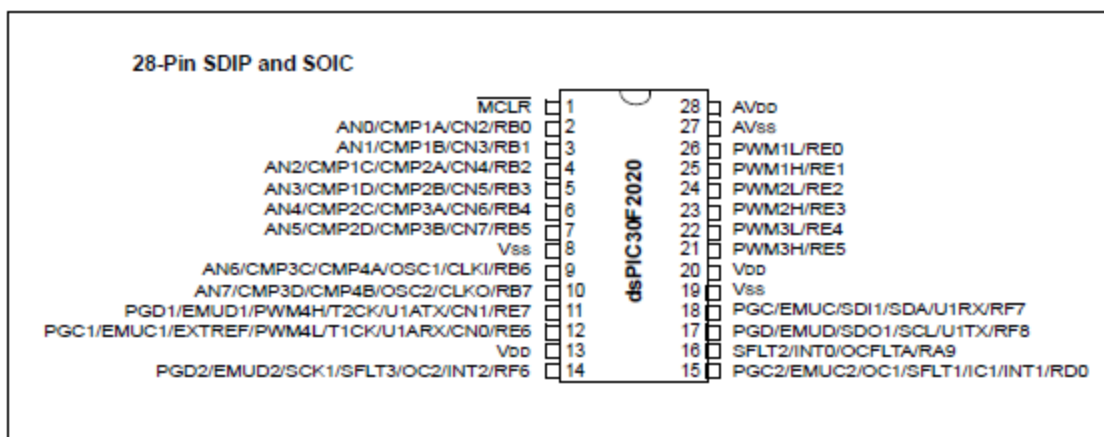 28-Pin SDIP and SOIC
MCLR 1 28 AVDD
AN0/CMP1A/CN2/RB0 2 27 AVSS
AN1/CMP1B/CN3/RB1 3 26 PWM1L/RE0
AN2/CMP1C/CMP2A/CN4/RB2 4 25 PWM1H/RE1
AN3/CMP1D/CMP2B/CN5/RB3 5 24 PWM2L/RE2
AN4/CMP2C/CMP3A/CN6/RB4 6 23 PWM2H/RE3
AN5/CMP2D/CMP3B/CN7/RB5 7 22 PWM3L/RE4
VSS 8 21 PWM3H/RE5
AN6/CMP3C/CMP4A/OSC1/CLKI/RB6 9 20 VDD
AN7/CMP3D/CMP4B/OSC2/CLKO/RB7 10 19 VSS
PGD1/EMUD1/PWM4H/T2CK/U1ATX/CN1/RE7 11 18 PGC/EMUC/SDI1/SDA/U1RX/RF7
PGC1/EMUC1/EXTREF/PWM4L/T1CK/U1ARX/CN0/RE6 12 17 PGD/EMUD/SDO1/SCL/U1TX/RF8
VDD 13 16 SFLT2/INT0/OCFLTA/RA9
PGD2/EMUD2/SCK1/SFLT3/OC2/INT2/RF6 14 15 PGC2/EMUC2/OC1/SFLT1/IC1/INT1/RD0
dsPIC30F2020